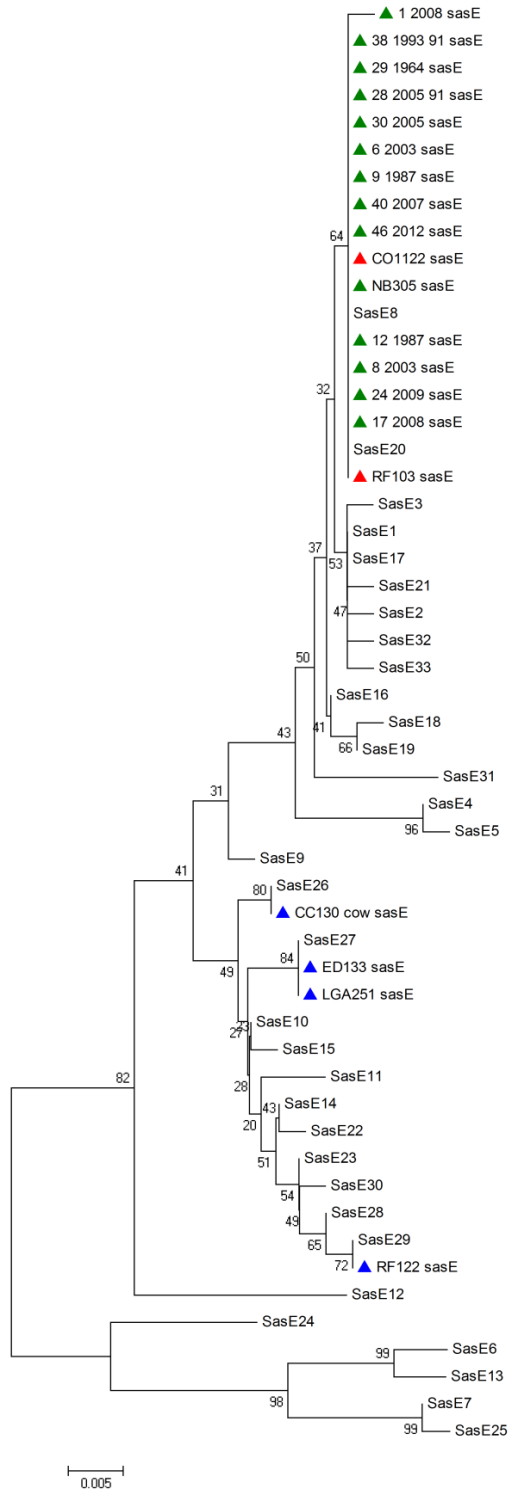 1 2008 sasE
38 1993 91 sasE
29 1964 sasE
28 2005 91 sasE
30 2005 sasE
6 2003 sasE
9 1987 sasE
40 2007 sasE
46 2012 sasE
64
CO1122 sasE
NB305 sasE
SasE8
12 1987 sasE
8 2003 sasE
32
24 2009 sasE
17 2008 sasE
SasE20
RF103 sasE
SasE3
SasE1
37
53
SasE17
SasE21
47
SasE2
SasE32
50
SasE33
SasE16
41
SasE18
43
66
SasE19
SasE31
31
SasE4
96
SasE5
SasE9
41
80
SasE26
CC130 cow sasE
SasE27
49
84
ED133 sasE
LGA251 sasE
23
27
SasE10
SasE15
82
28
SasE11
43
SasE14
20
SasE22
51
SasE23
54
SasE30
49
SasE28
65
SasE29
72
RF122 sasE
SasE12
SasE24
99
SasE6
SasE13
98
SasE7
99
SasE25
0.005